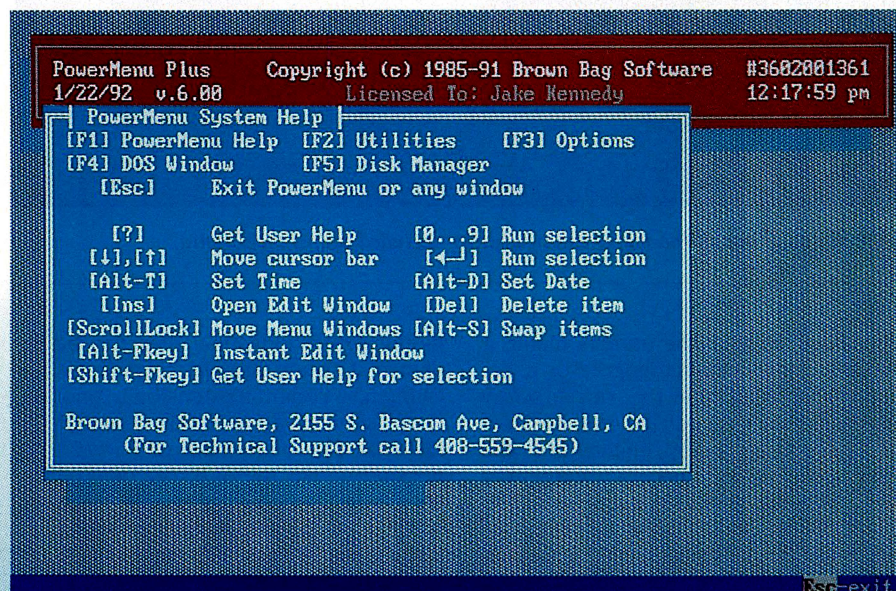 PowerMenu Plus Copyright (c) 1985-91 Brown Bag Software #3602001361
1/22/92 v.6.00 Licensed To: Jake Kennedy 12:17:59 pm
PowerMenu System Help
[F1] PowerMenu Help [F2] Utilities [F3] Options
[F4] DOS Window [F5] Disk Manager
[Esc] Exit PowerMenu or any window
[?] Get User Help [0...9] Run selection
[↓],[↑] Move cursor bar [◄─┘] Run selection
[Alt-T] Set Time [Alt-D] Set Date
[Ins] Open Edit Window [Del] Delete item
[ScrollLock] Move Menu Windows [Alt-S] Swap items
[Alt-Fkey] Instant Edit Window
[Shift-Fkey] Get User Help for selection
Brown Bag Software, 2155 S. Bascom Ave, Campbell, CA
(For Technical Support call 408-559-4545)
Esc-exit